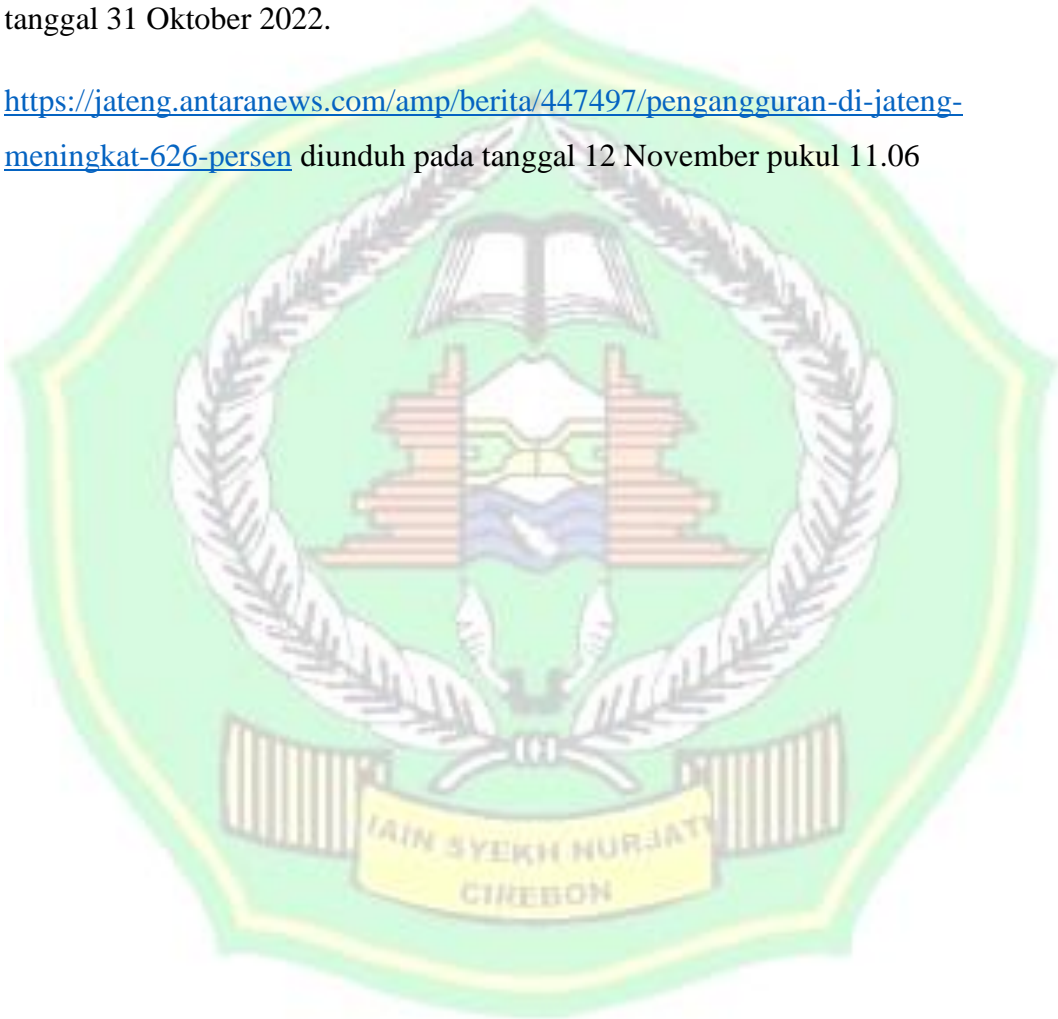 tanggal 31 Oktober 2022.
https://jateng.antaranews.com/amp/berita/447497/pengangguran-di-jateng-
meningkat-626-persen diunduh pada tanggal 12 November pukul 11.06
IAIN SYEKH NURJATI
CIREBON